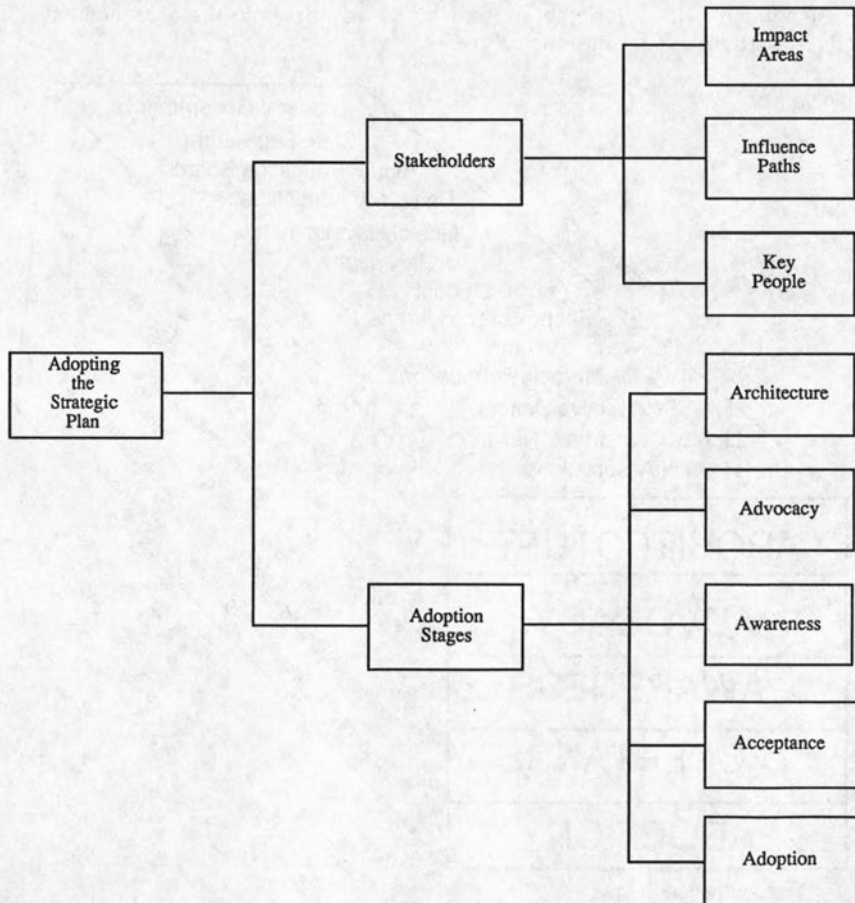 Impact
Areas
Stakeholders
Influence
Paths
Key
People
Adopting
the
Strategic
Plan
Architecture
Advocacy
Adoption
Stages
Awareness
Acceptance
Adoption